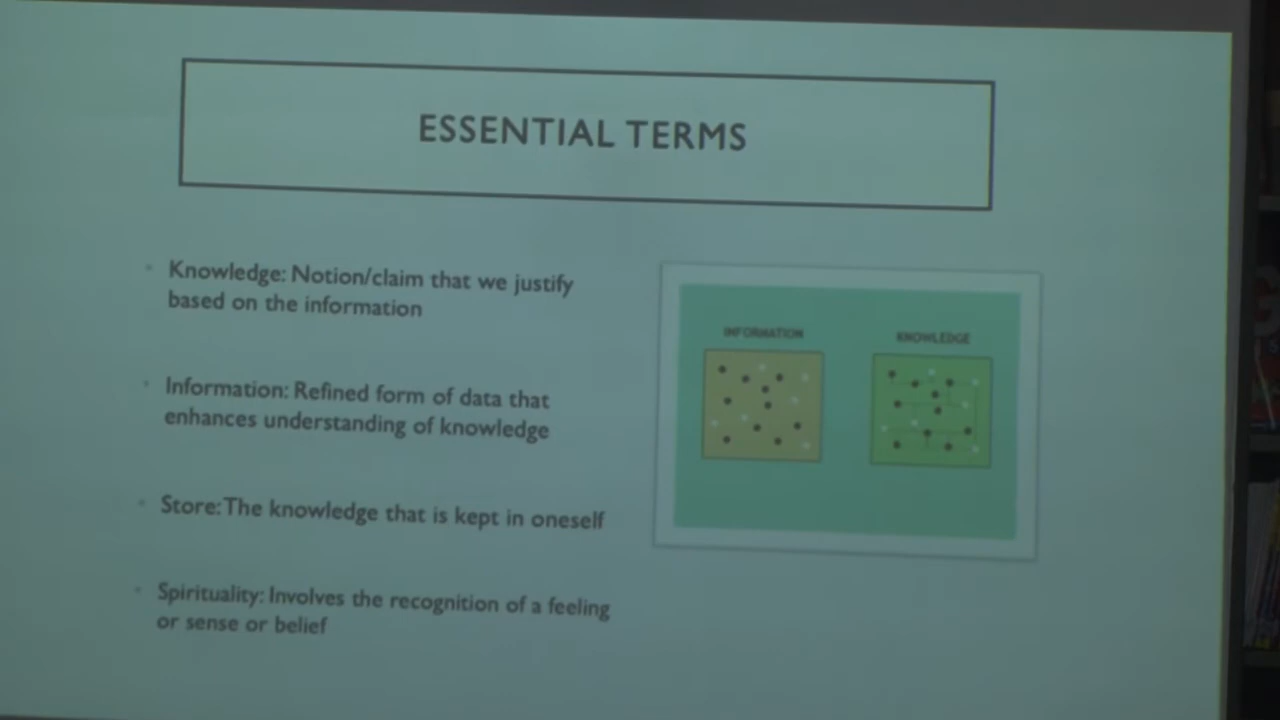 ESSENTIAL TERMS
Knowledge: Notion/claim that we justify
based on the information
Information: Refined form of data that
enhances understanding of knowledge
Store: The knowledge that is kept in oneself
Spirituality: Involves the recognition of a feeling
or sense or belief
INFORMATION
KNOWLEDGE